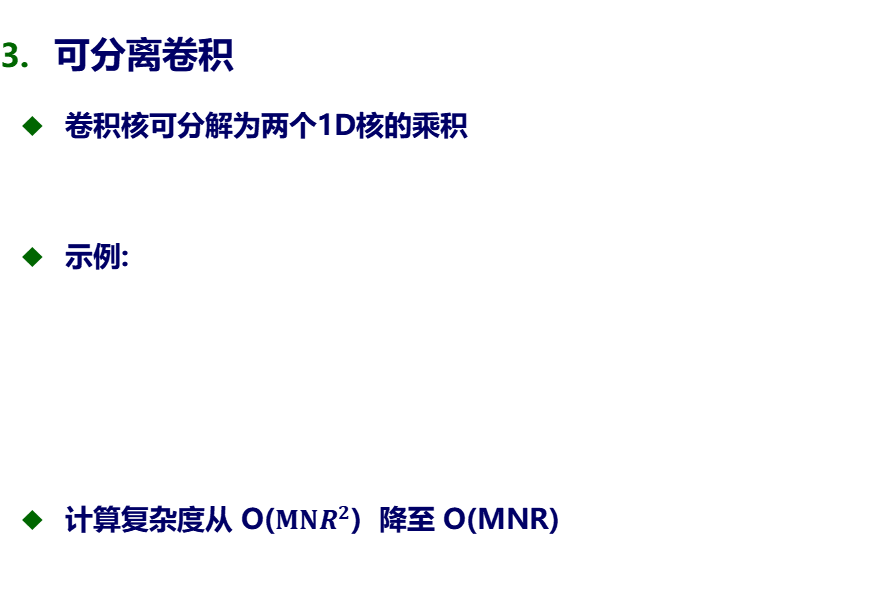 3. 可分离卷积
◆ 卷积核可分解为两个1D核的乘积
◆ 示例:
◆ 计算复杂度从 O(MNR²) 降至 O(MNR)